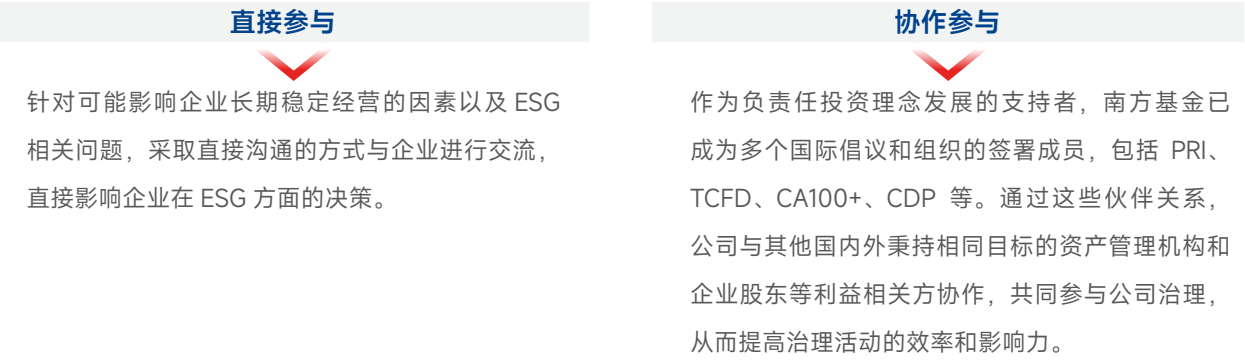 直接参与
针对可能影响企业长期稳定经营的因素以及 ESG
相关问题，采取直接沟通的方式与企业进行交流，
直接影响企业在 ESG 方面的决策。
协作参与
作为负责任投资理念发展的支持者，南方基金已
成为多个国际倡议和组织的签署成员，包括 PRI、
TCFD、CA100+、CDP 等。通过这些伙伴关系，
公司与其他国内外秉持相同目标的资产管理机构和
企业股东等利益相关方协作，共同参与公司治理，
从而提高治理活动的效率和影响力。